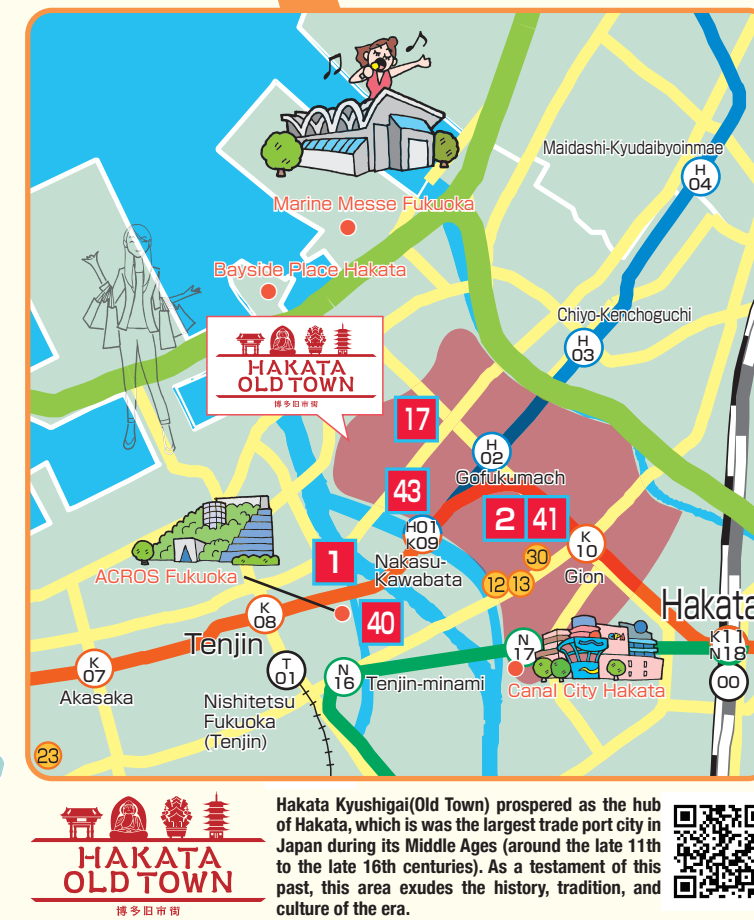 Maidashi-Kyudaibyoinmae
H
04
Marine Messe Fukuoka
Bayside Place Hakata
Chiyo-Kenchoguchi
H
03
HAKATA
OLD TOWN
博多旧市街
17
H
02
Gofukumach
43
2
41
H01
K09
K
10
30
1
Nakasu-
Kawabata
Gion
12
13
ACROS Fukuoka
40
Hakata
K
08
Tenjin
N
17
K11
N18
K
07
T
01
N
16
Tenjin-minami
Canal City Hakata
00
Akasaka
Nishitetsu
Fukuoka
(Tenjin)
23
HAKATA
OLD TOWN
博多旧市街
Hakata Kyushigai(Old Town) prospered as the hub
of Hakata, which is was the largest trade port city in
Japan during its Middle Ages (around the late 11th
to the late 16th centuries). As a testament of this
past, this area exudes the history, tradition, and
culture of the era.